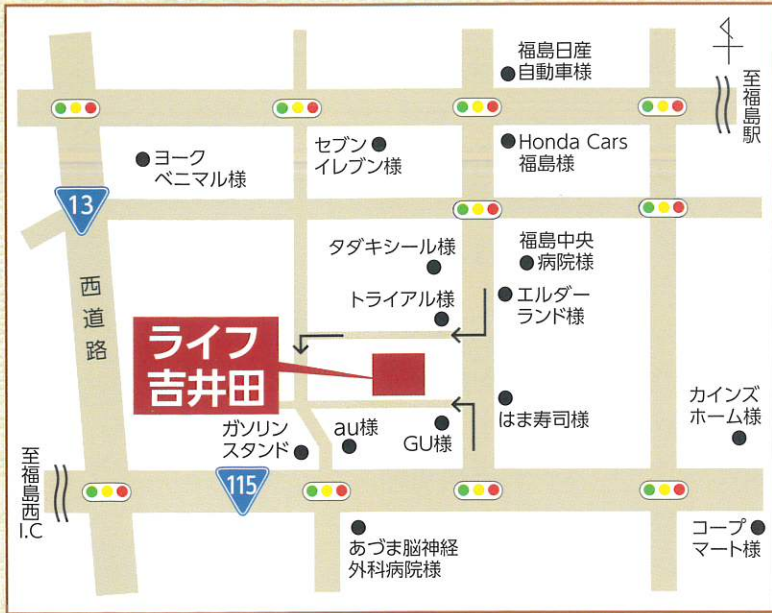 福島日産
自動車様
至福島駅
ヨーク
ベニマル様
セブン
イレブン様
Honda Cars
福島様
13
西道路
タダキシール様
福島中央
病院様
トライアル様
エルダー
ランド様
ライフ
吉井田
はま寿司様
カインズ
ホーム様
ガソリン
スタンド
au様
GU様
至福島西
I.C
115
あづま脳神経
外科病院様
コープ
マート様